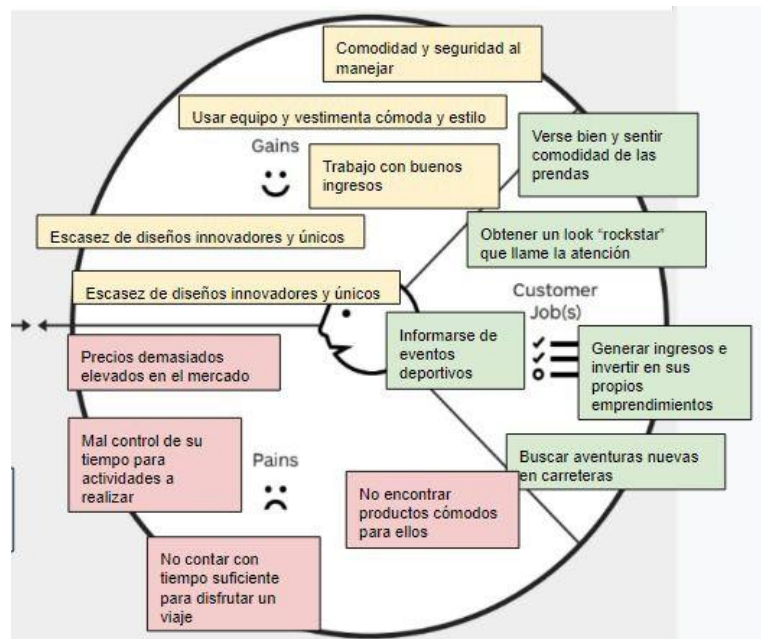 Comodidad y seguridad al
manejar
Usar equipo y vestimenta cómoda y estilo
Gains
Trabajo con buenos
ingresos
Escasez de diseños innovadores y únicos
Escasez de diseños innovadores y únicos
Verse bien y sentir
comodidad de las
prendas
Obtener un look “rockstar”
que llame la atención
Customer
Job(s)
Informarse de
eventos
deportivos
Generar ingresos e
invertir en sus
propios
emprendimientos
Buscar aventuras nuevas
en carreteras
Precios demasiados
elevados en el mercado
Mal control de su
tiempo para
actividades a
realizar
Pains
No encontrar
productos cómodos
para ellos
No contar con
tiempo suficiente
para disfrutar un
viaje